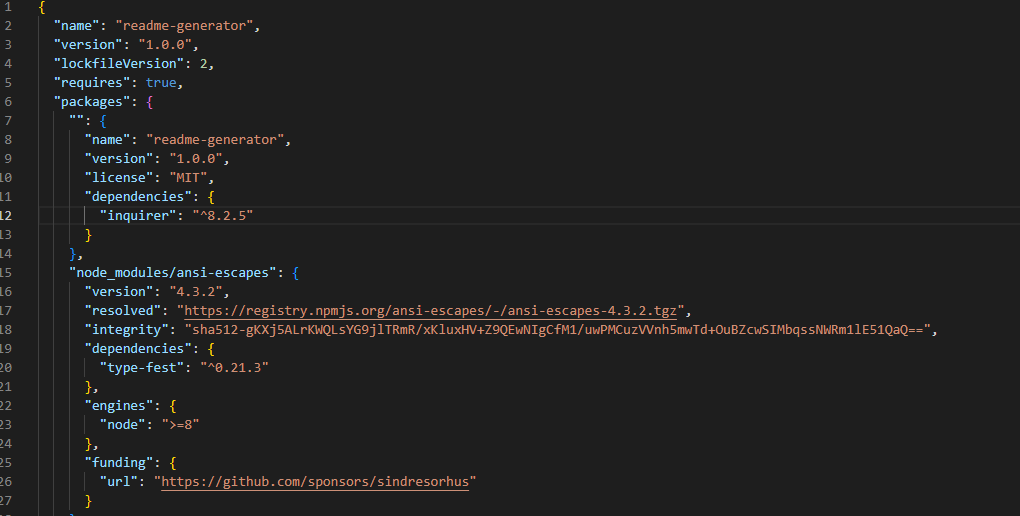 1 {
2 "name": "readme-generator",
3 "version": "1.0.0",
4 "lockfileVersion": 2,
5 "requires": true,
6 "packages": {
7 "": {
8 "name": "readme-generator",
9 "version": "1.0.0",
10 "license": "MIT",
11 "dependencies": {
12 "inquirer": "^8.2.5"
13 }
14 },
15 "node_modules/ansi-escapes": {
16 "version": "4.3.2",
17 "resolved": "https://registry.npmjs.org/ansi-escapes/-/ansi-escapes-4.3.2.tgz",
18 "integrity": "sha512-gKXj5ALrKWQLsYG9jlTRmR/xKluxHV+Z9QEwNIgCfM1/uwPMCuzVVnh5mwTd+OuBZcwSIMbqssNWRm1lE51QaQ==",
19 "dependencies": {
20 "type-fest": "^0.21.3"
21 },
22 "engines": {
23 "node": ">=8"
24 },
25 "funding": {
26 "url": "https://github.com/sponsors/sindresorhus"
27 }